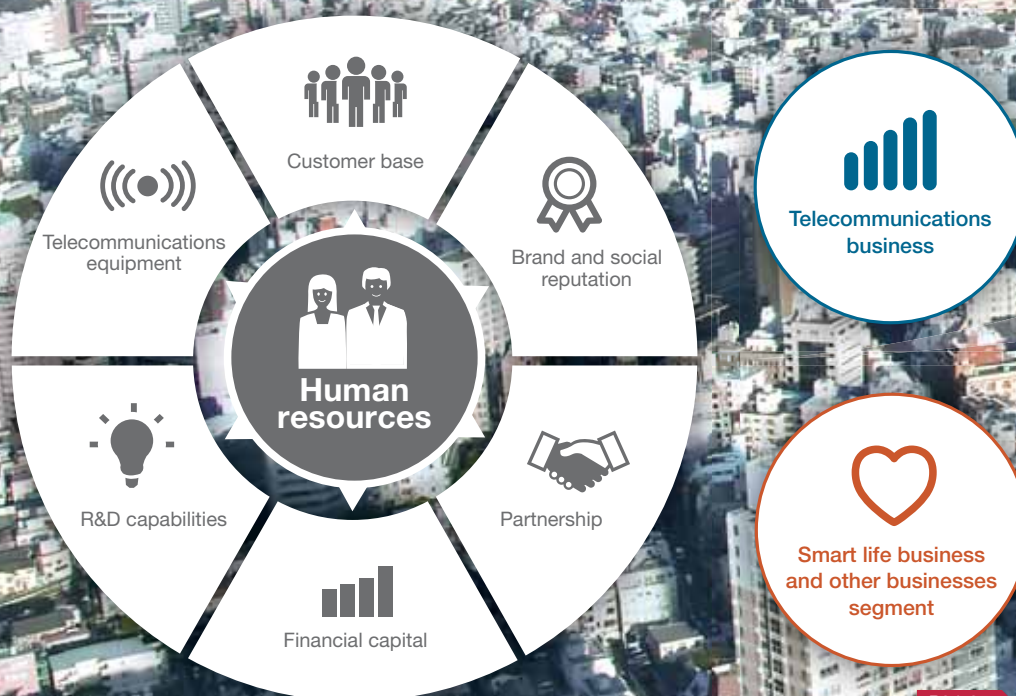 Customer base
Telecommunications
equipment
Brand and social
reputation
Human
resources
R&D capabilities
Partnership
Financial capital
Telecommunications
business
Smart life business
and other businesses
segment